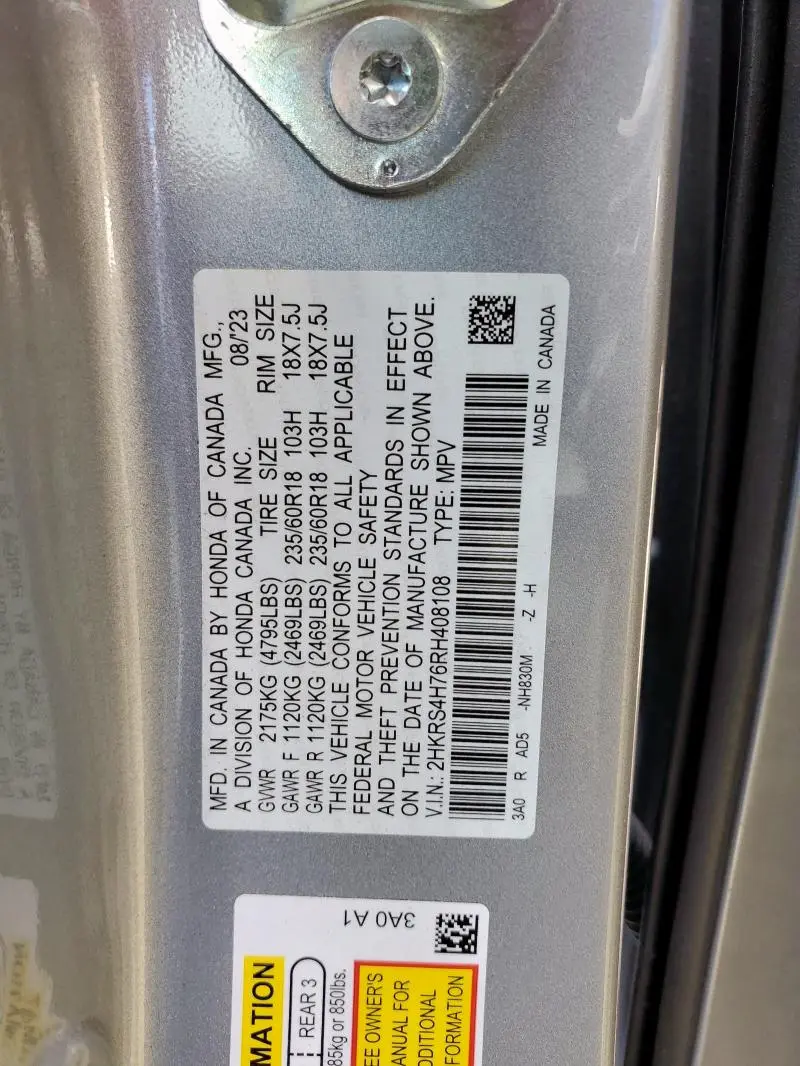 MFD. IN CANADA BY HONDA OF CANADA MFG.,
A DIVISION OF HONDA CANADA INC. 08/'23
GVWR 2175KG (4795LBS) TIRE SIZE RIM SIZE
GAWR F 1120KG (2469LBS) 235/60R18 103H 18X7.5J
GAWR R 1120KG (2469LBS) 235/60R18 103H 18X7.5J
THIS VEHICLE CONFORMS TO ALL APPLICABLE
FEDERAL MOTOR VEHICLE SAFETY
AND THEFT PREVENTION STANDARDS IN EFFECT
ON THE DATE OF MANUFACTURE SHOWN ABOVE.
V.I.N.: 2HKRS4H76RH408108 TYPE: MPV
3A0 R AD5 -NH830M -Z -H MADE IN CANADA
3A0 A1
MATION
REAR 3
85kg or 850lbs.
EE OWNER'S
ANUAL FOR
DDITIONAL
FORMATION